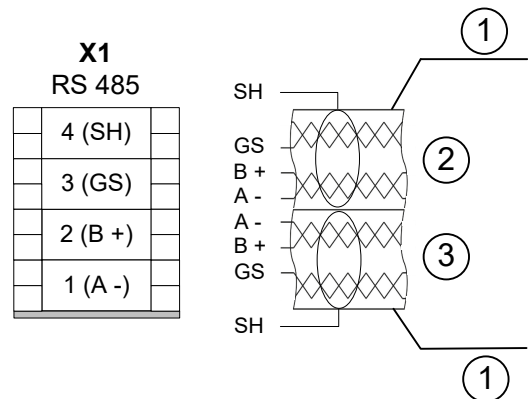 X1
RS 485
4 (SH)
3 (GS)
2 (B +)
1 (A -)
1
SH
GS
B +
A -
2
A -
B +
GS
3
SH
1